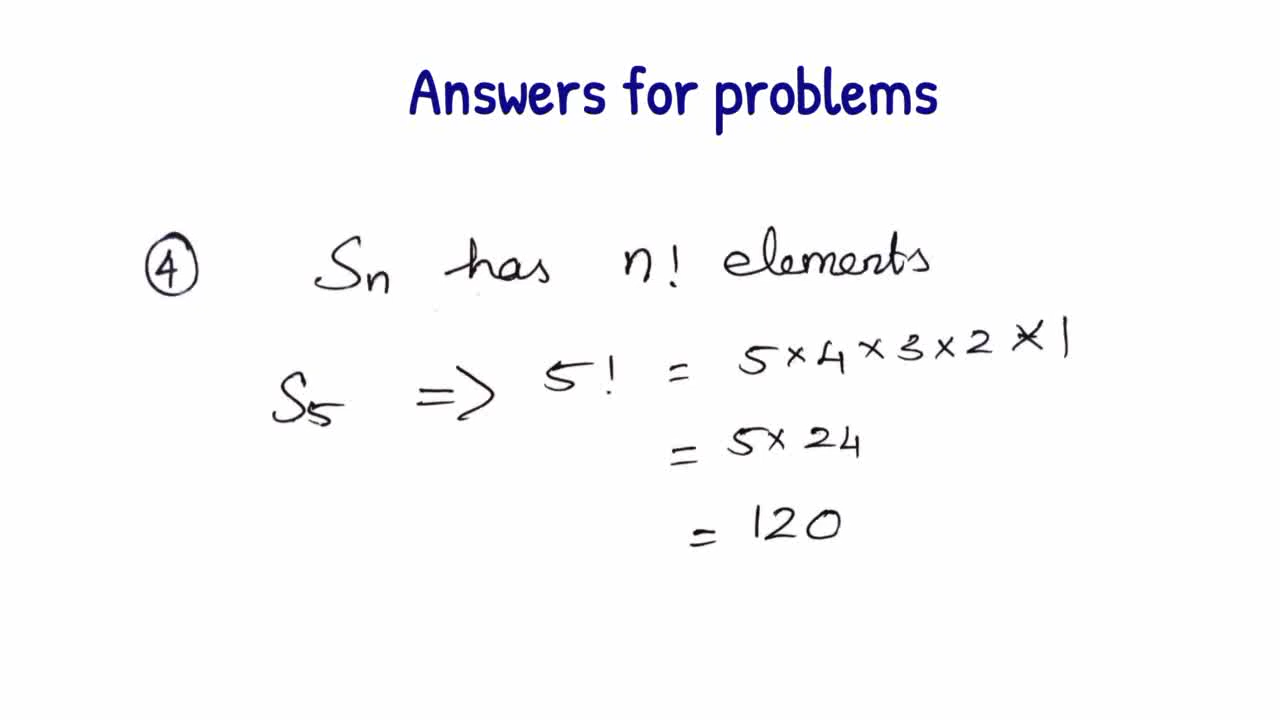 Answers for problems
④ Sn has n! elements
S5 => 5! = 5 × 4 × 3 × 2 × 1
= 5 × 24
= 120